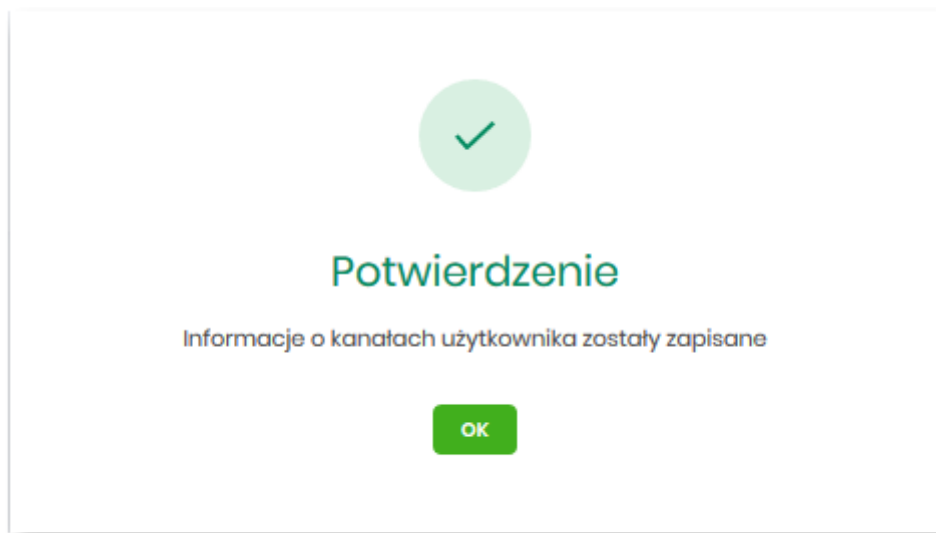 Potwierdzenie
Informacje o kanałach użytkownika zostały zapisane
OK